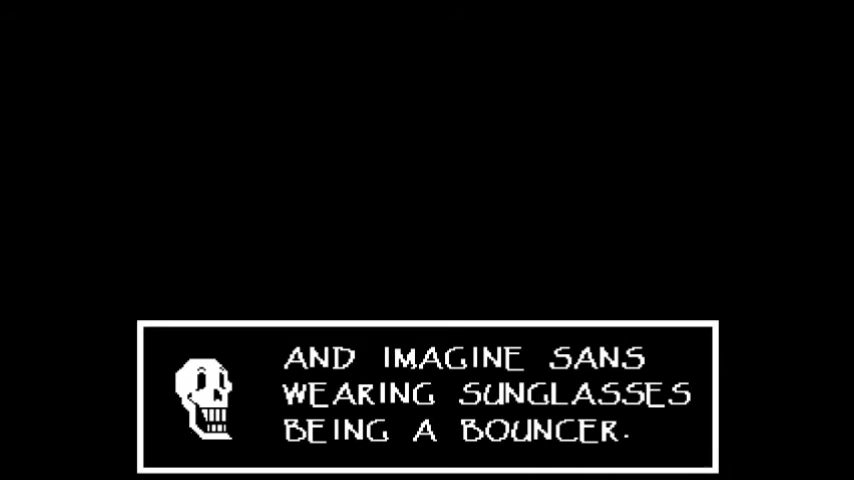 AND IMAGINE SANS
WEARING SUNGLASSES
BEING A BOUNCER.